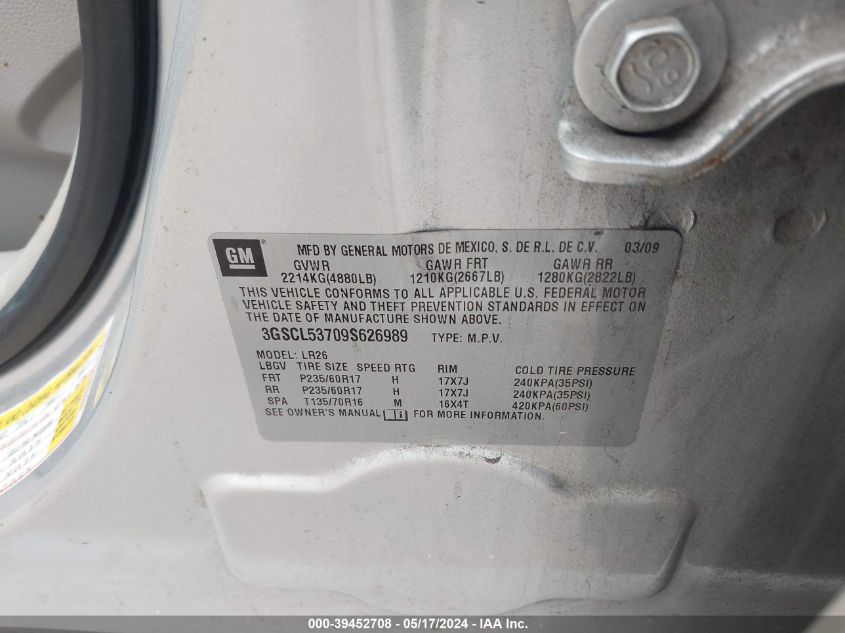 GM MFD BY GENERAL MOTORS DE MEXICO, S. DE R.L. DE C.V. 03/09
GVWR GAWR FRT GAWR RR
2214KG(4880LB) 1210KG(2667LB) 1280KG(2822LB)
THIS VEHICLE CONFORMS TO ALL APPLICABLE U.S. FEDERAL MOTOR
VEHICLE SAFETY AND THEFT PREVENTION STANDARDS IN EFFECT ON
THE DATE OF MANUFACTURE SHOWN ABOVE.
3GSCL53709S626989 TYPE: M.P.V.
MODEL: LR26
LBGV TIRE SIZE SPEED RTG RIM COLD TIRE PRESSURE
FRT P235/60R17 H 17X7J 240KPA(35PSI)
RR P235/60R17 H 17X7J 240KPA(35PSI)
SPA T135/70R16 M 16X4T 420KPA(60PSI)
SEE OWNER'S MANUAL FOR MORE INFORMATION.
000-39452708 - 05/17/2024 - IAA Inc.